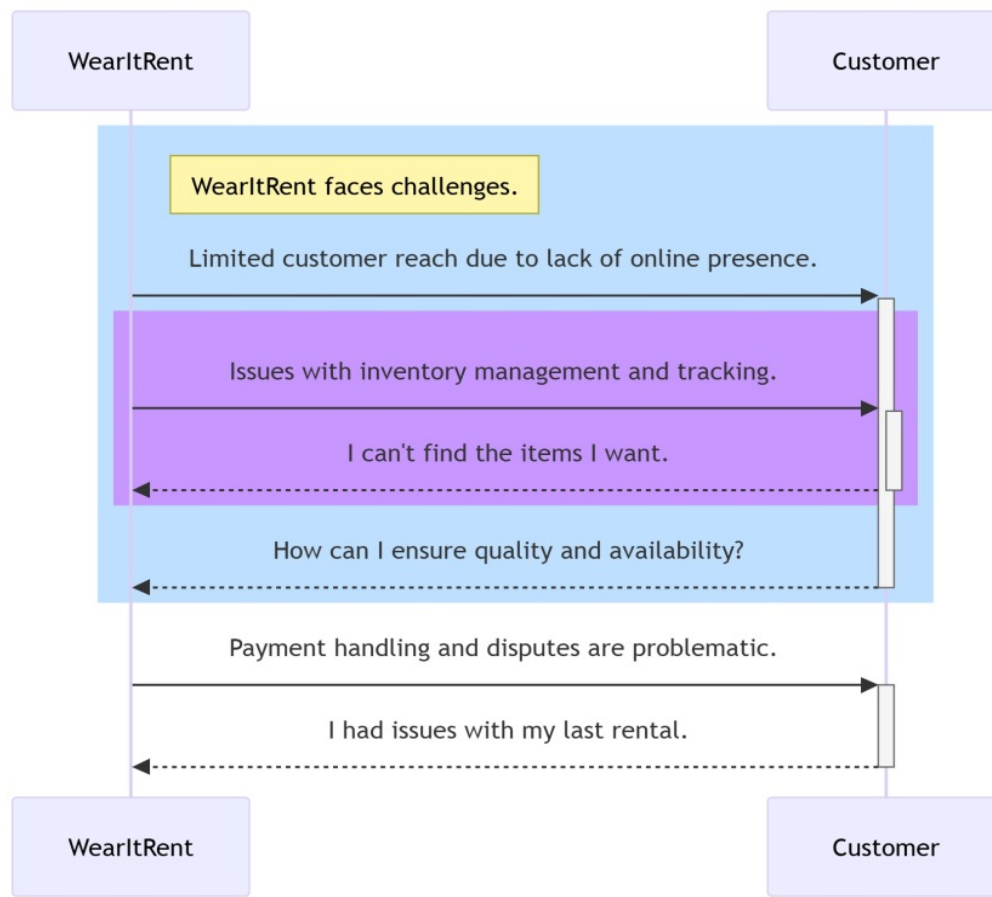 WearItRent
Customer
WearItRent faces challenges.
Limited customer reach due to lack of online presence.
Issues with inventory management and tracking.
I can't find the items I want.
How can I ensure quality and availability?
Payment handling and disputes are problematic.
I had issues with my last rental.
WearItRent
Customer